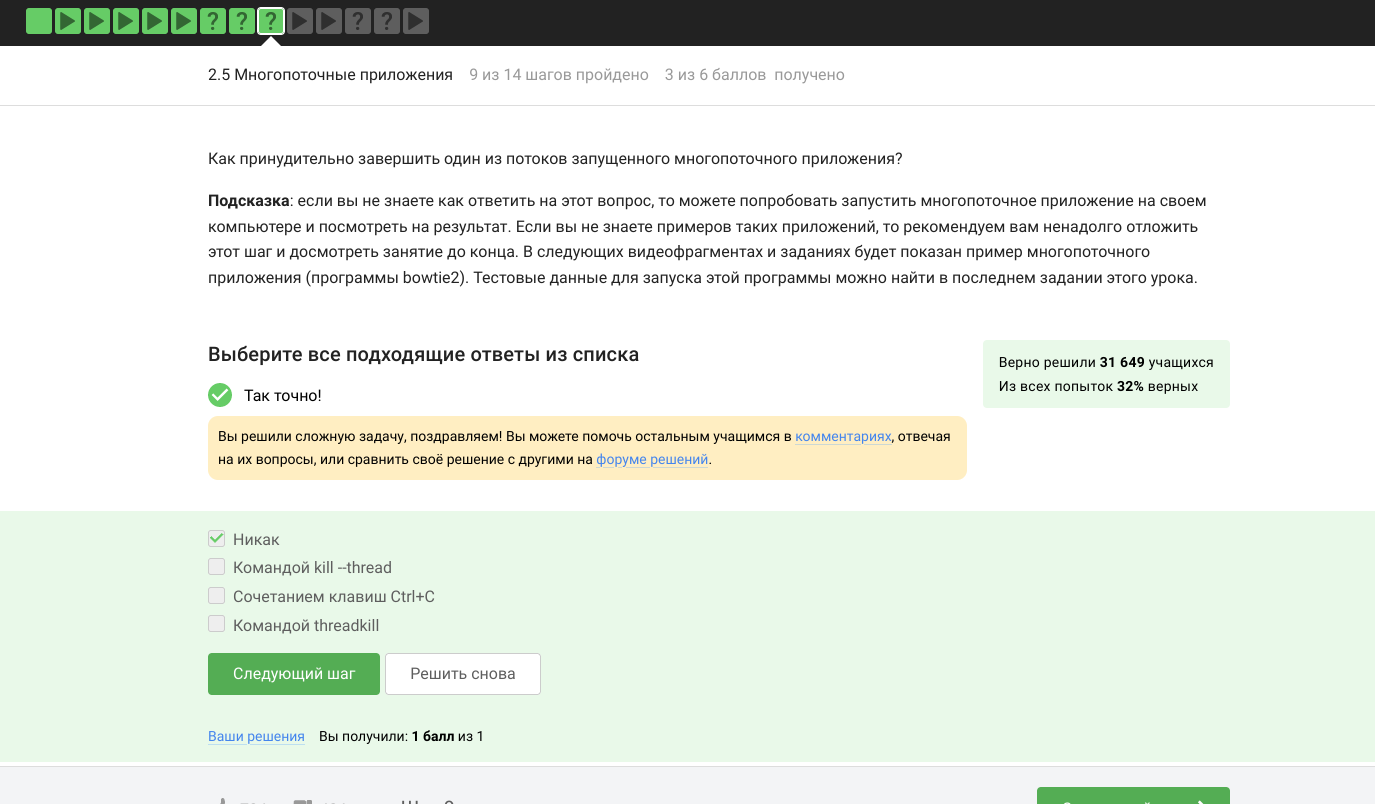 ? ? ? ? ?
2.5 Многопоточные приложения 9 из 14 шагов пройдено 3 из 6 баллов получено
Как принудительно завершить один из потоков запущенного многопоточного приложения?
Подсказка: если вы не знаете как ответить на этот вопрос, то можете попробовать запустить многопоточное приложение на своем
компьютере и посмотреть на результат. Если вы не знаете примеров таких приложений, то рекомендуем вам ненадолго отложить
этот шаг и досмотреть занятие до конца. В следующих видеофрагментах и заданиях будет показан пример многопоточного
приложения (программы bowtie2). Тестовые данные для запуска этой программы можно найти в последнем задании этого урока.
Выберите все подходящие ответы из списка
Верно решили 31 649 учащихся
Из всех попыток 32% верных
Так точно!
Вы решили сложную задачу, поздравляем! Вы можете помочь остальным учащимся в комментариях, отвечая
на их вопросы, или сравнить своё решение с другими на форуме решений.
Никак
Командой kill --thread
Сочетанием клавиш Ctrl+C
Командой threadkill
Следующий шаг Решить снова
Ваши решения Вы получили: 1 балл из 1